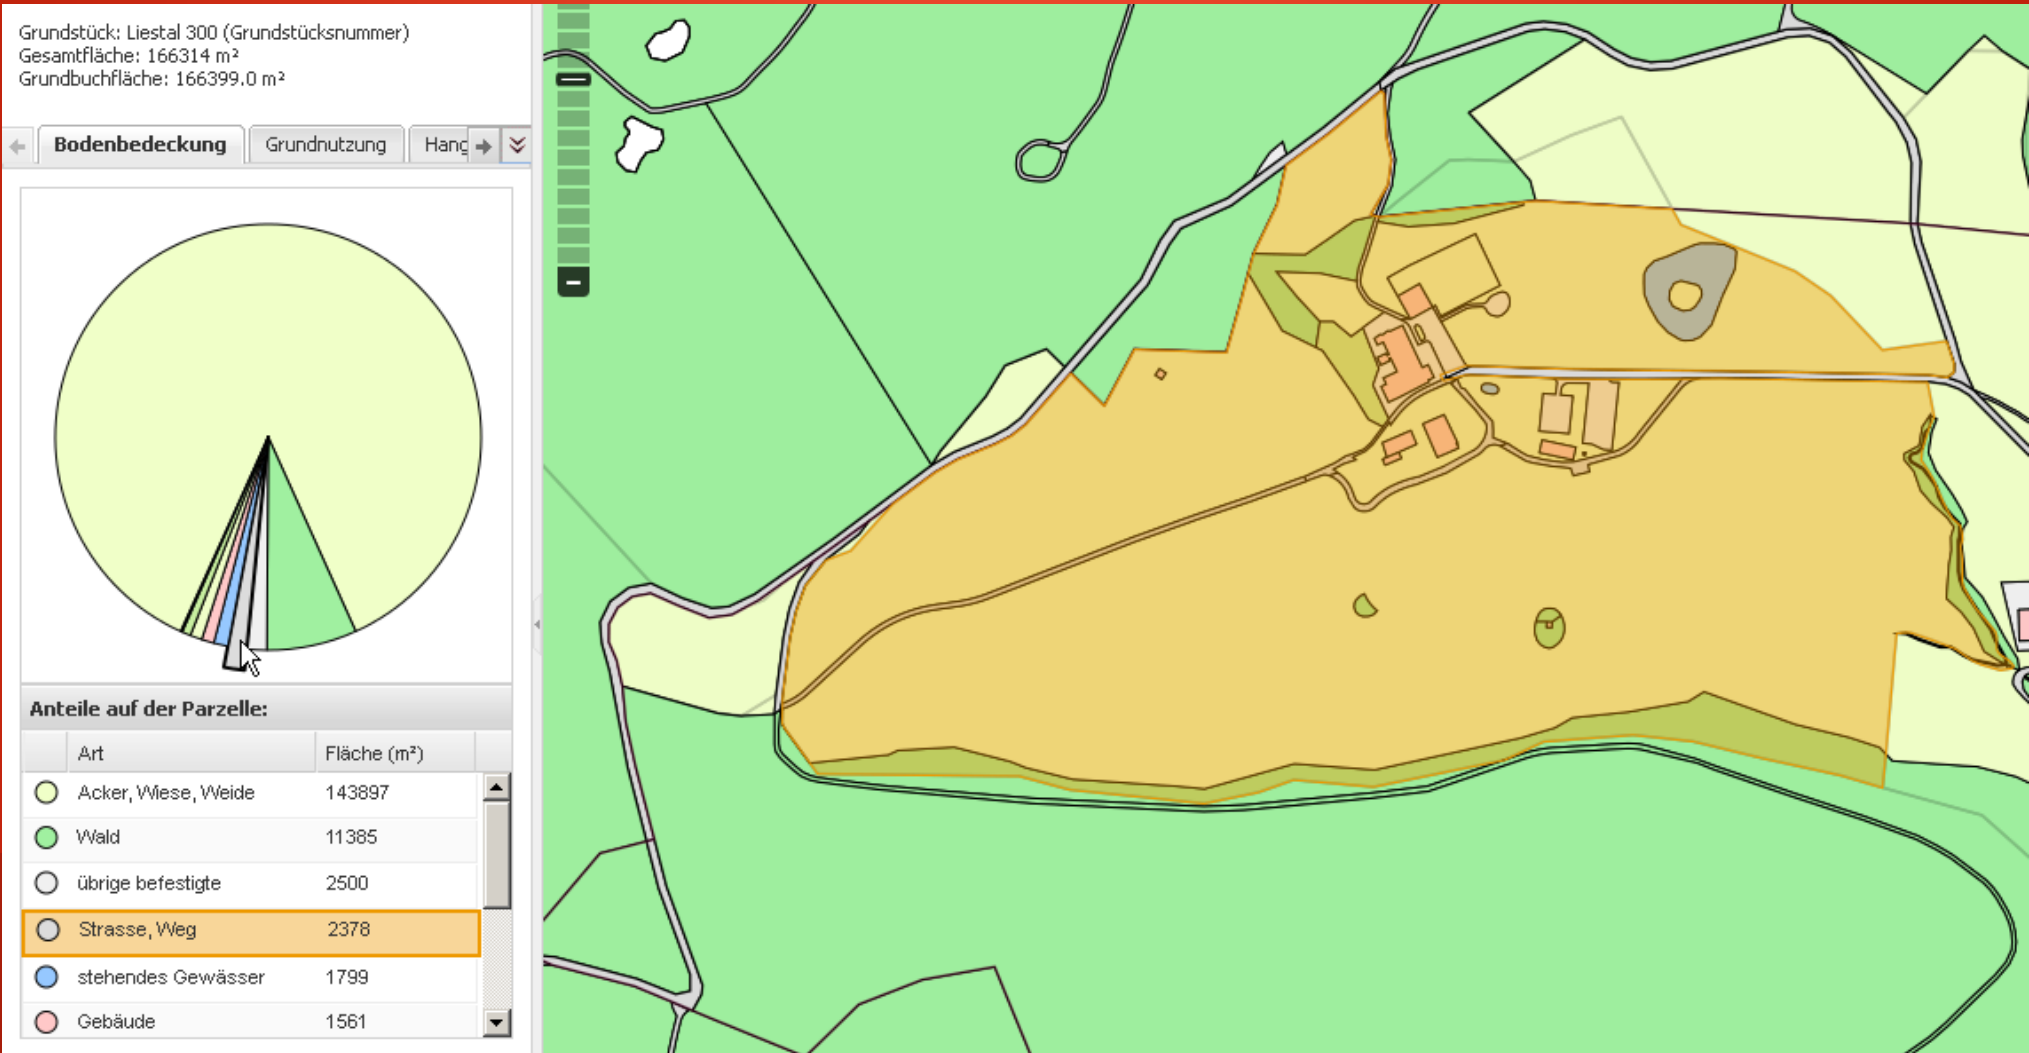 Grundstück: Liestal 300 (Grundstücksnummer)
Gesamtfläche: 166314 m²
Grundbuchfläche: 166399.0 m²
Bodenbedeckung Grundnutzung Hang
Anteile auf der Parzelle:
Art Fläche (m²)
Acker, Wiese, Weide 143897
Wald 11385
übrige befestigte 2500
Strasse, Weg 2378
stehendes Gewässer 1799
Gebäude 1561